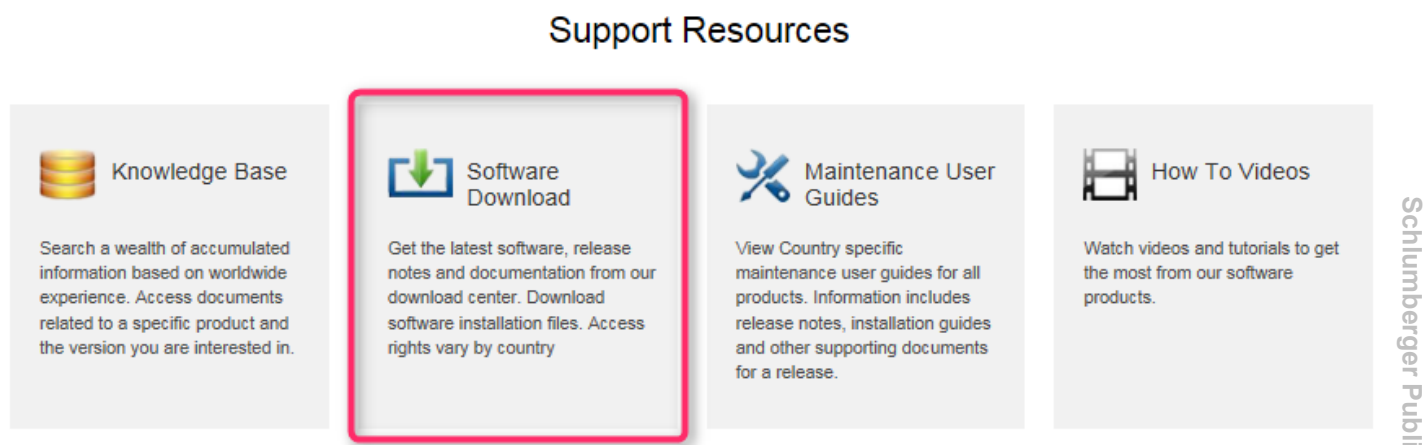 Support Resources
Knowledge Base
Search a wealth of accumulated
information based on worldwide
experience. Access documents
related to a specific product and
the version you are interested in.
Software
Download
Get the latest software, release
notes and documentation from our
download center. Download
software installation files. Access
rights vary by country
Maintenance User
Guides
View Country specific
maintenance user guides for all
products. Information includes
release notes, installation guides
and other supporting documents
for a release.
How To Videos
Watch videos and tutorials to get
the most from our software
products.
Schlumberger Publi